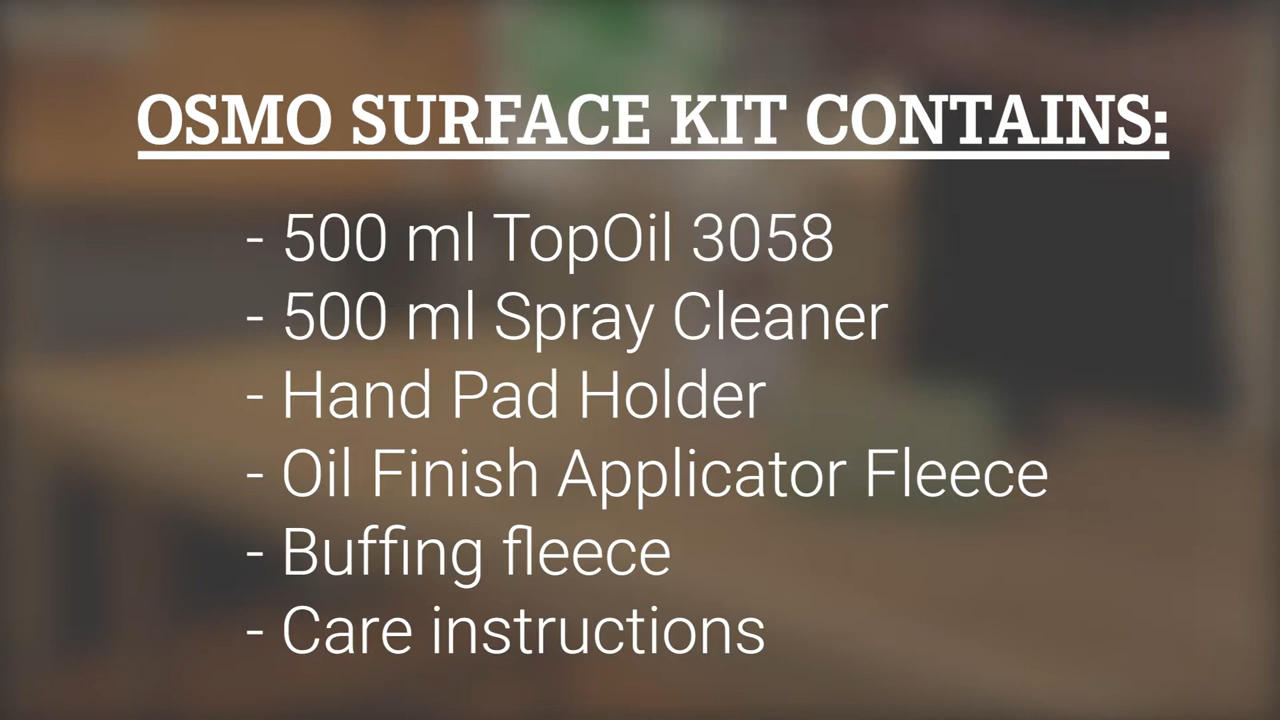 OSMO SURFACE KIT CONTAINS:
- 500 ml TopOil 3058
- 500 ml Spray Cleaner
- Hand Pad Holder
- Oil Finish Applicator Fleece
- Buffing fleece
- Care instructions